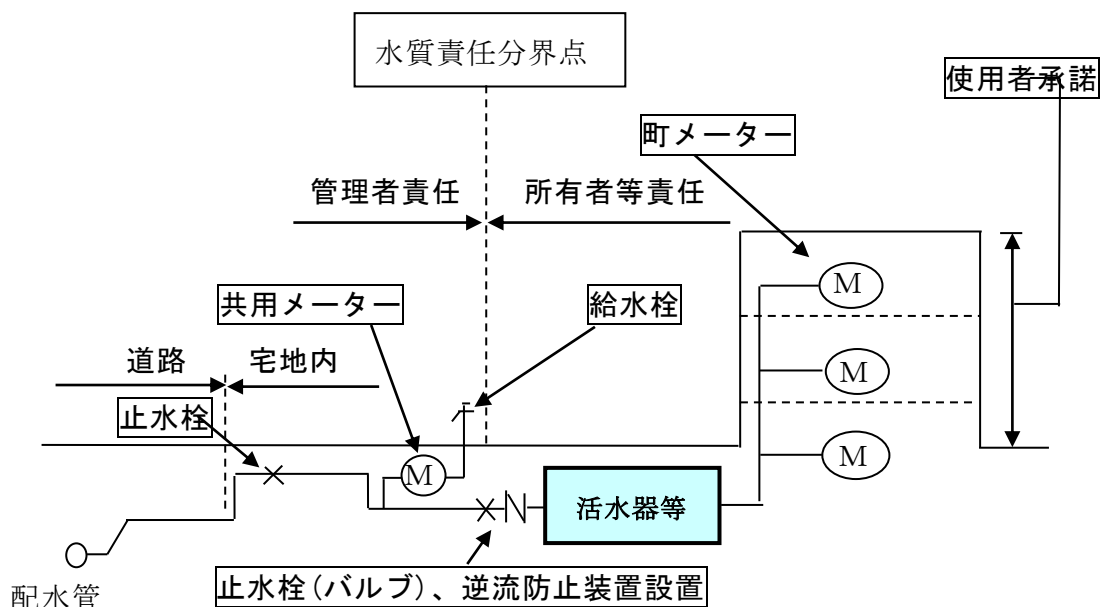 水質責任分界点
使用者承諾
町メーター
管理者責任
所有者等責任
M
共用メーター
給水栓
道路
宅地内
M
止水栓
M
M
活水器等
止水栓(バルブ)、逆流防止装置設置
配水管